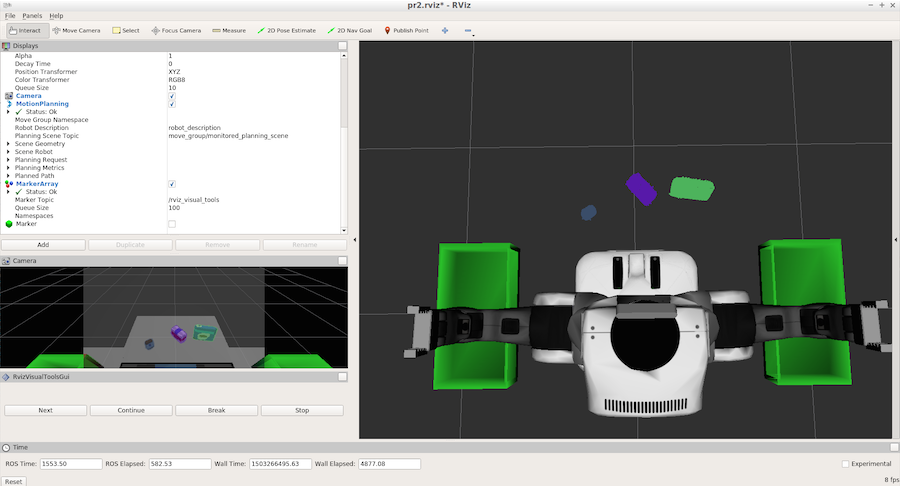 pr2.rviz* - RViz
File Panels Help
Interact Move Camera Select Focus Camera Measure 2D Pose Estimate 2D Nav Goal Publish Point
Displays
Alpha 1
Decay Time 0
Position Transformer XYZ
Color Transformer RGB8
Queue Size 10
Camera
MotionPlanning
Status: Ok
Move Group Namespace
Robot Description robot_description
Planning Scene Topic move_group/monitored_planning_scene
Scene Geometry
Scene Robot
Planning Request
Planning Metrics
Planned Path
MarkerArray
Status: Ok
Marker Topic /rviz_visual_tools
Queue Size 100
Namespaces
Marker
Add Duplicate Remove Rename
Camera
RvizVisualToolsGui
Next Continue Break Stop
Time
ROS Time: 1553.50 ROS Elapsed: 582.53 Wall Time: 1503266495.63 Wall Elapsed: 4877.08 Experimental
Reset 8 fps